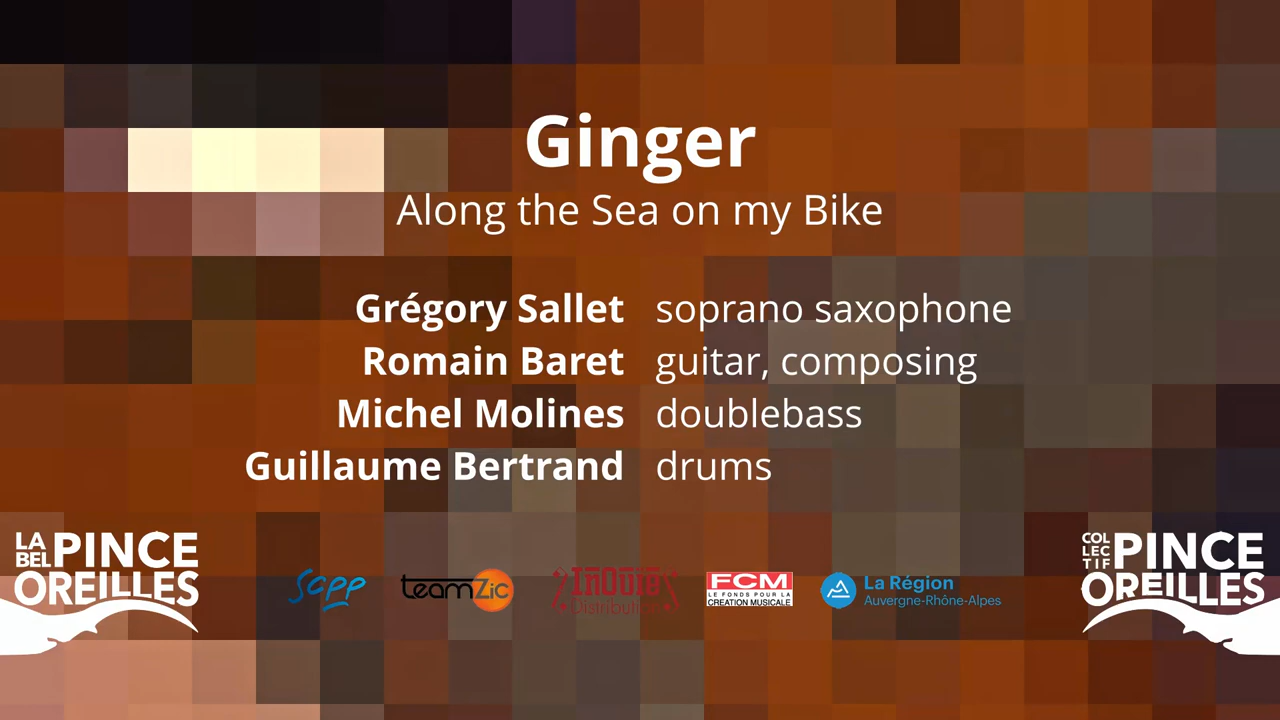 Ginger
Along the Sea on my Bike
Grégory Sallet soprano saxophone
Romain Baret guitar, composing
Michel Molines doublebass
Guillaume Bertrand drums
LA BEL PINCE OREILLES
scpp
teamZic
InOuïe Distribution
FCM
LE FONDS POUR LA CREATION MUSICALE
La Région
Auvergne-Rhône-Alpes
COL LEC TIF PINCE OREILLES